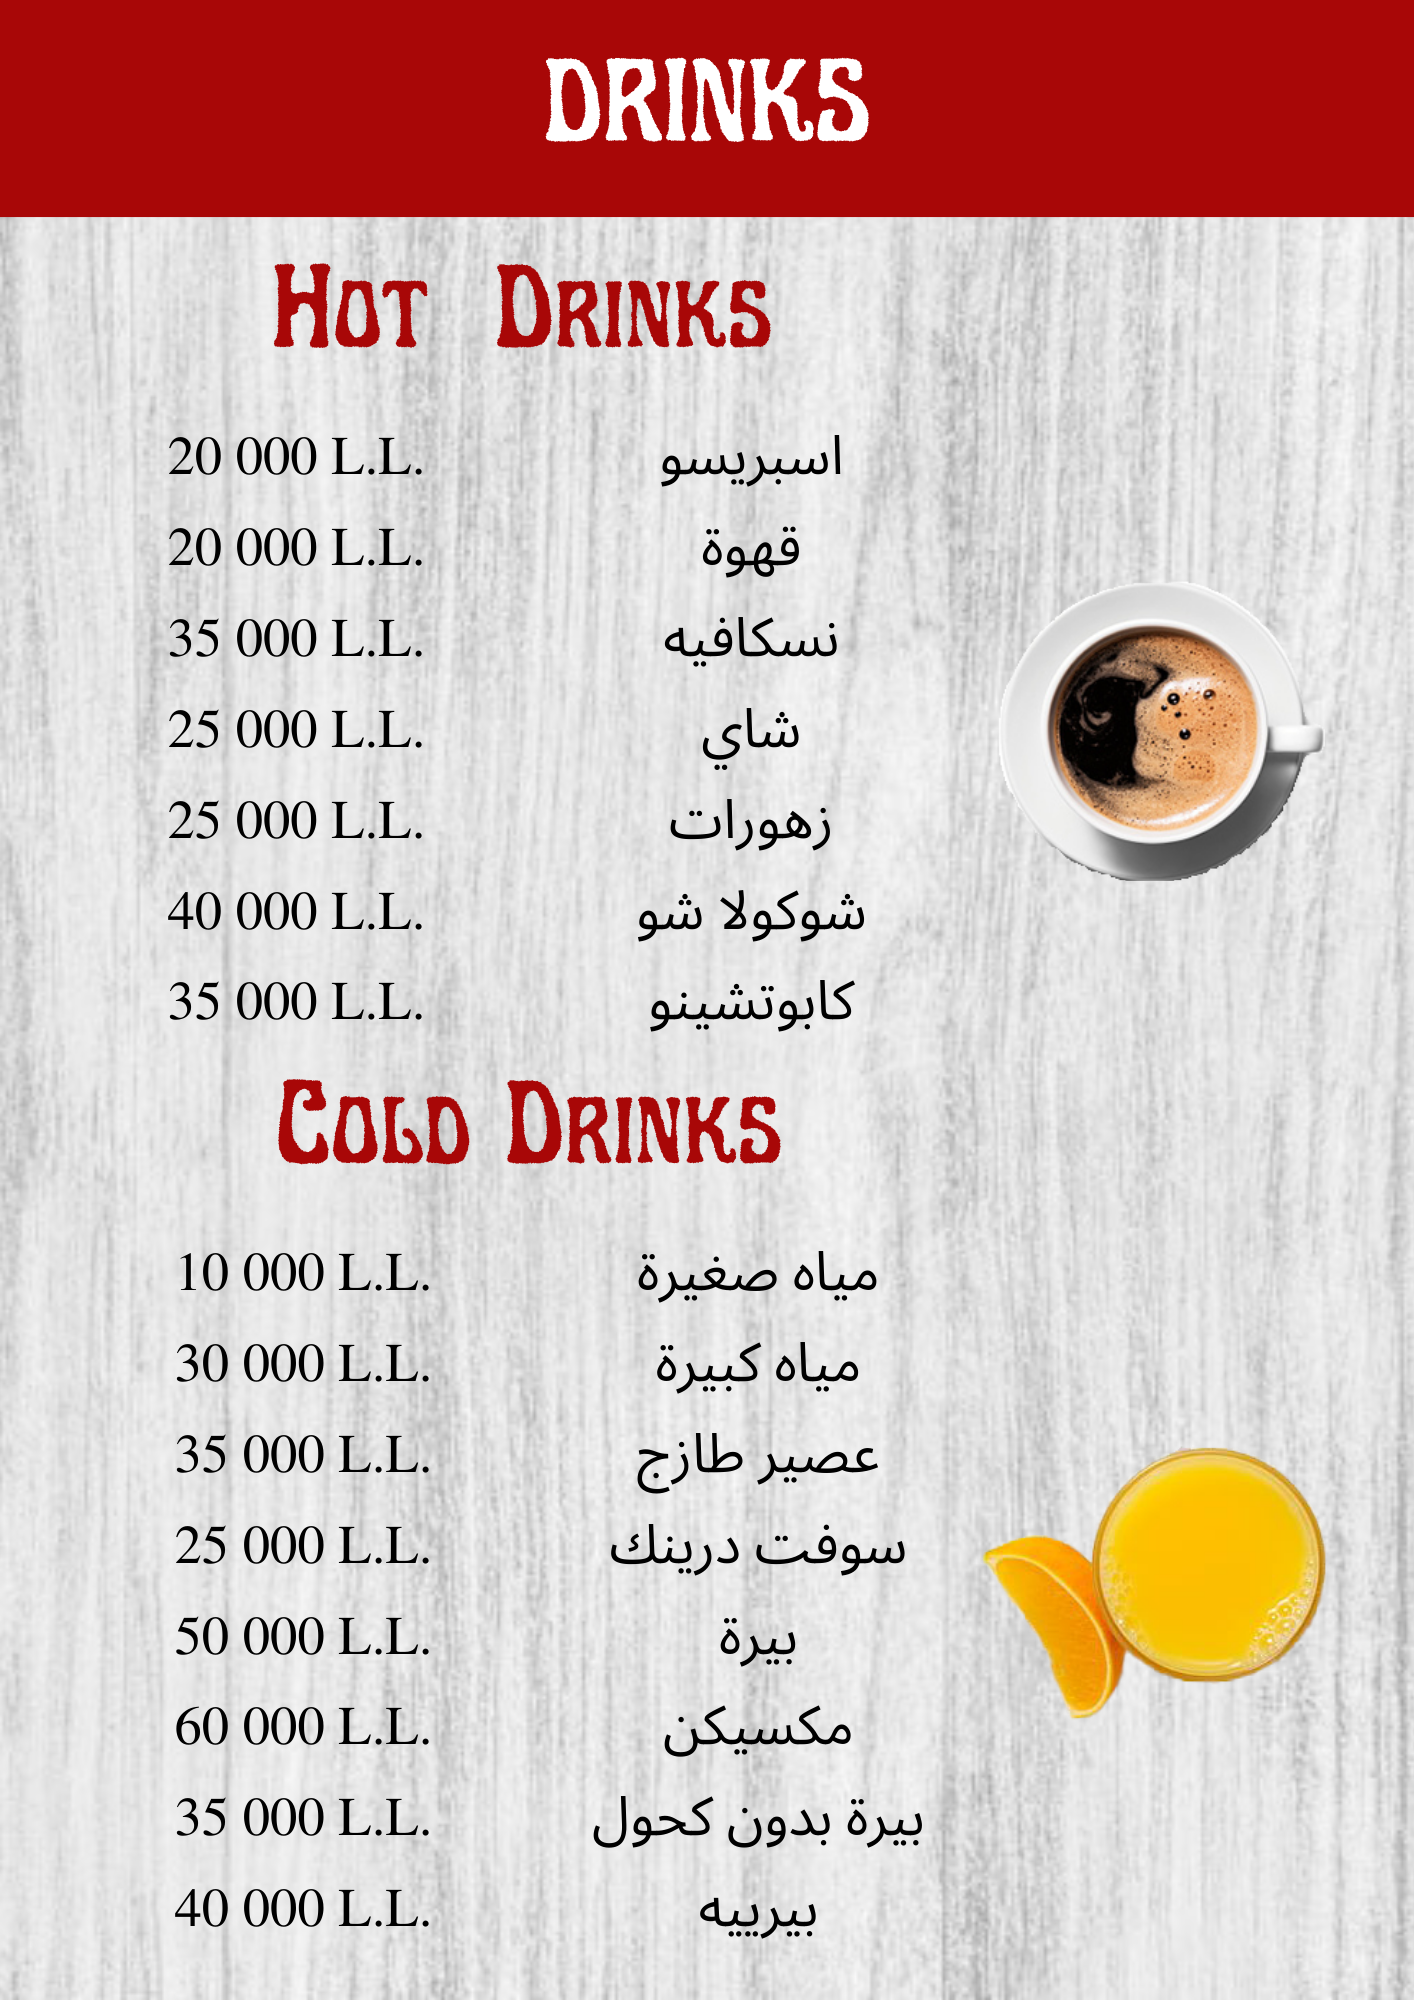 DRINKS
HOT DRINKS
20 000 L.L. اسبريسو
20 000 L.L. قهوة
35 000 L.L. نسكافيه
25 000 L.L. شاي
25 000 L.L. زهورات
40 000 L.L. شوكولا شو
35 000 L.L. كابوتشينو
COLD DRINKS
10 000 L.L. مياه صغيرة
30 000 L.L. مياه كبيرة
35 000 L.L. عصير طازج
25 000 L.L. سوفت درينك
50 000 L.L. بيرة
60 000 L.L. مكسيكن
35 000 L.L. بيرة بدون كحول
40 000 L.L. بيرييه